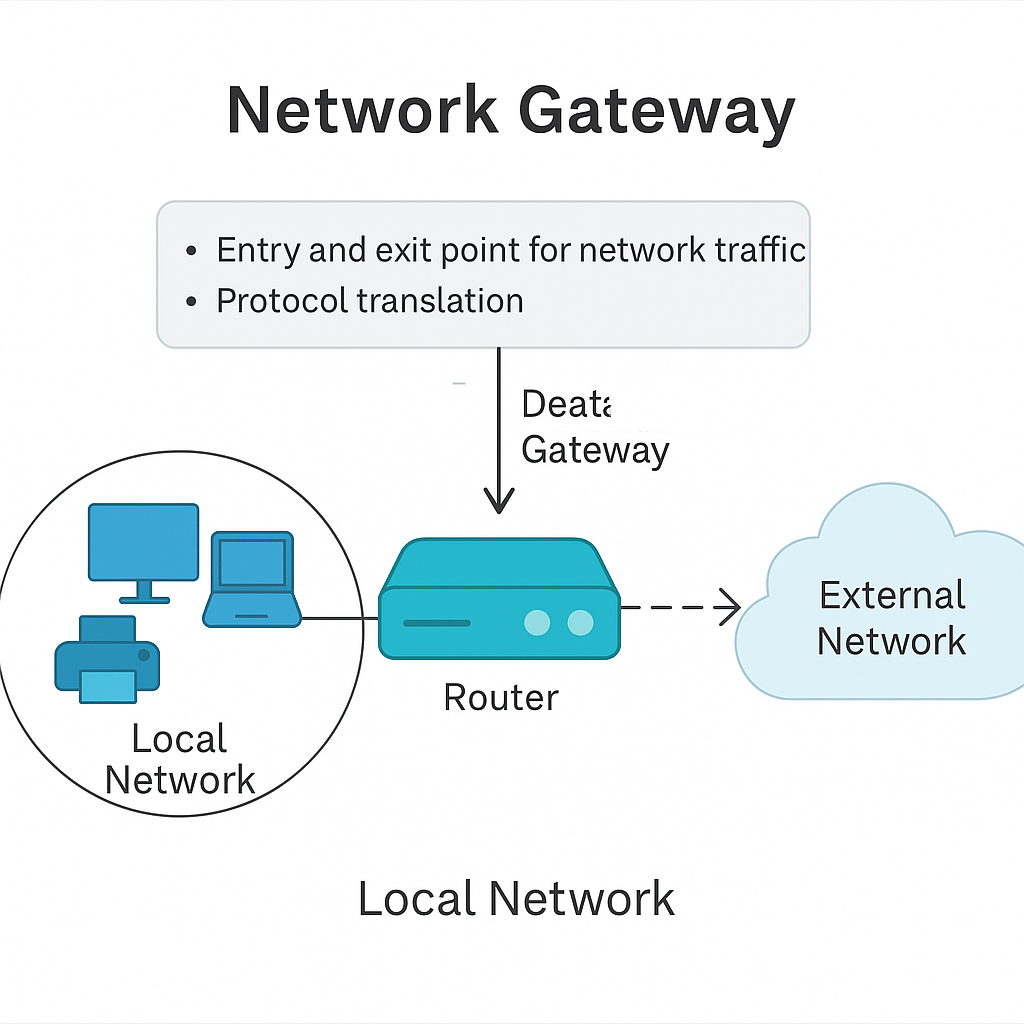 Network Gateway
• Entry and exit point for network traffic
• Protocol translation
Gateway
External
Network
Router
Local
Network
Local Network